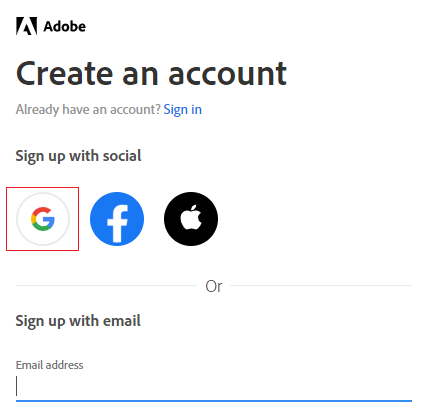 Adobe
Create an account
Already have an account? Sign in
Sign up with social
Or
Sign up with email
Email address